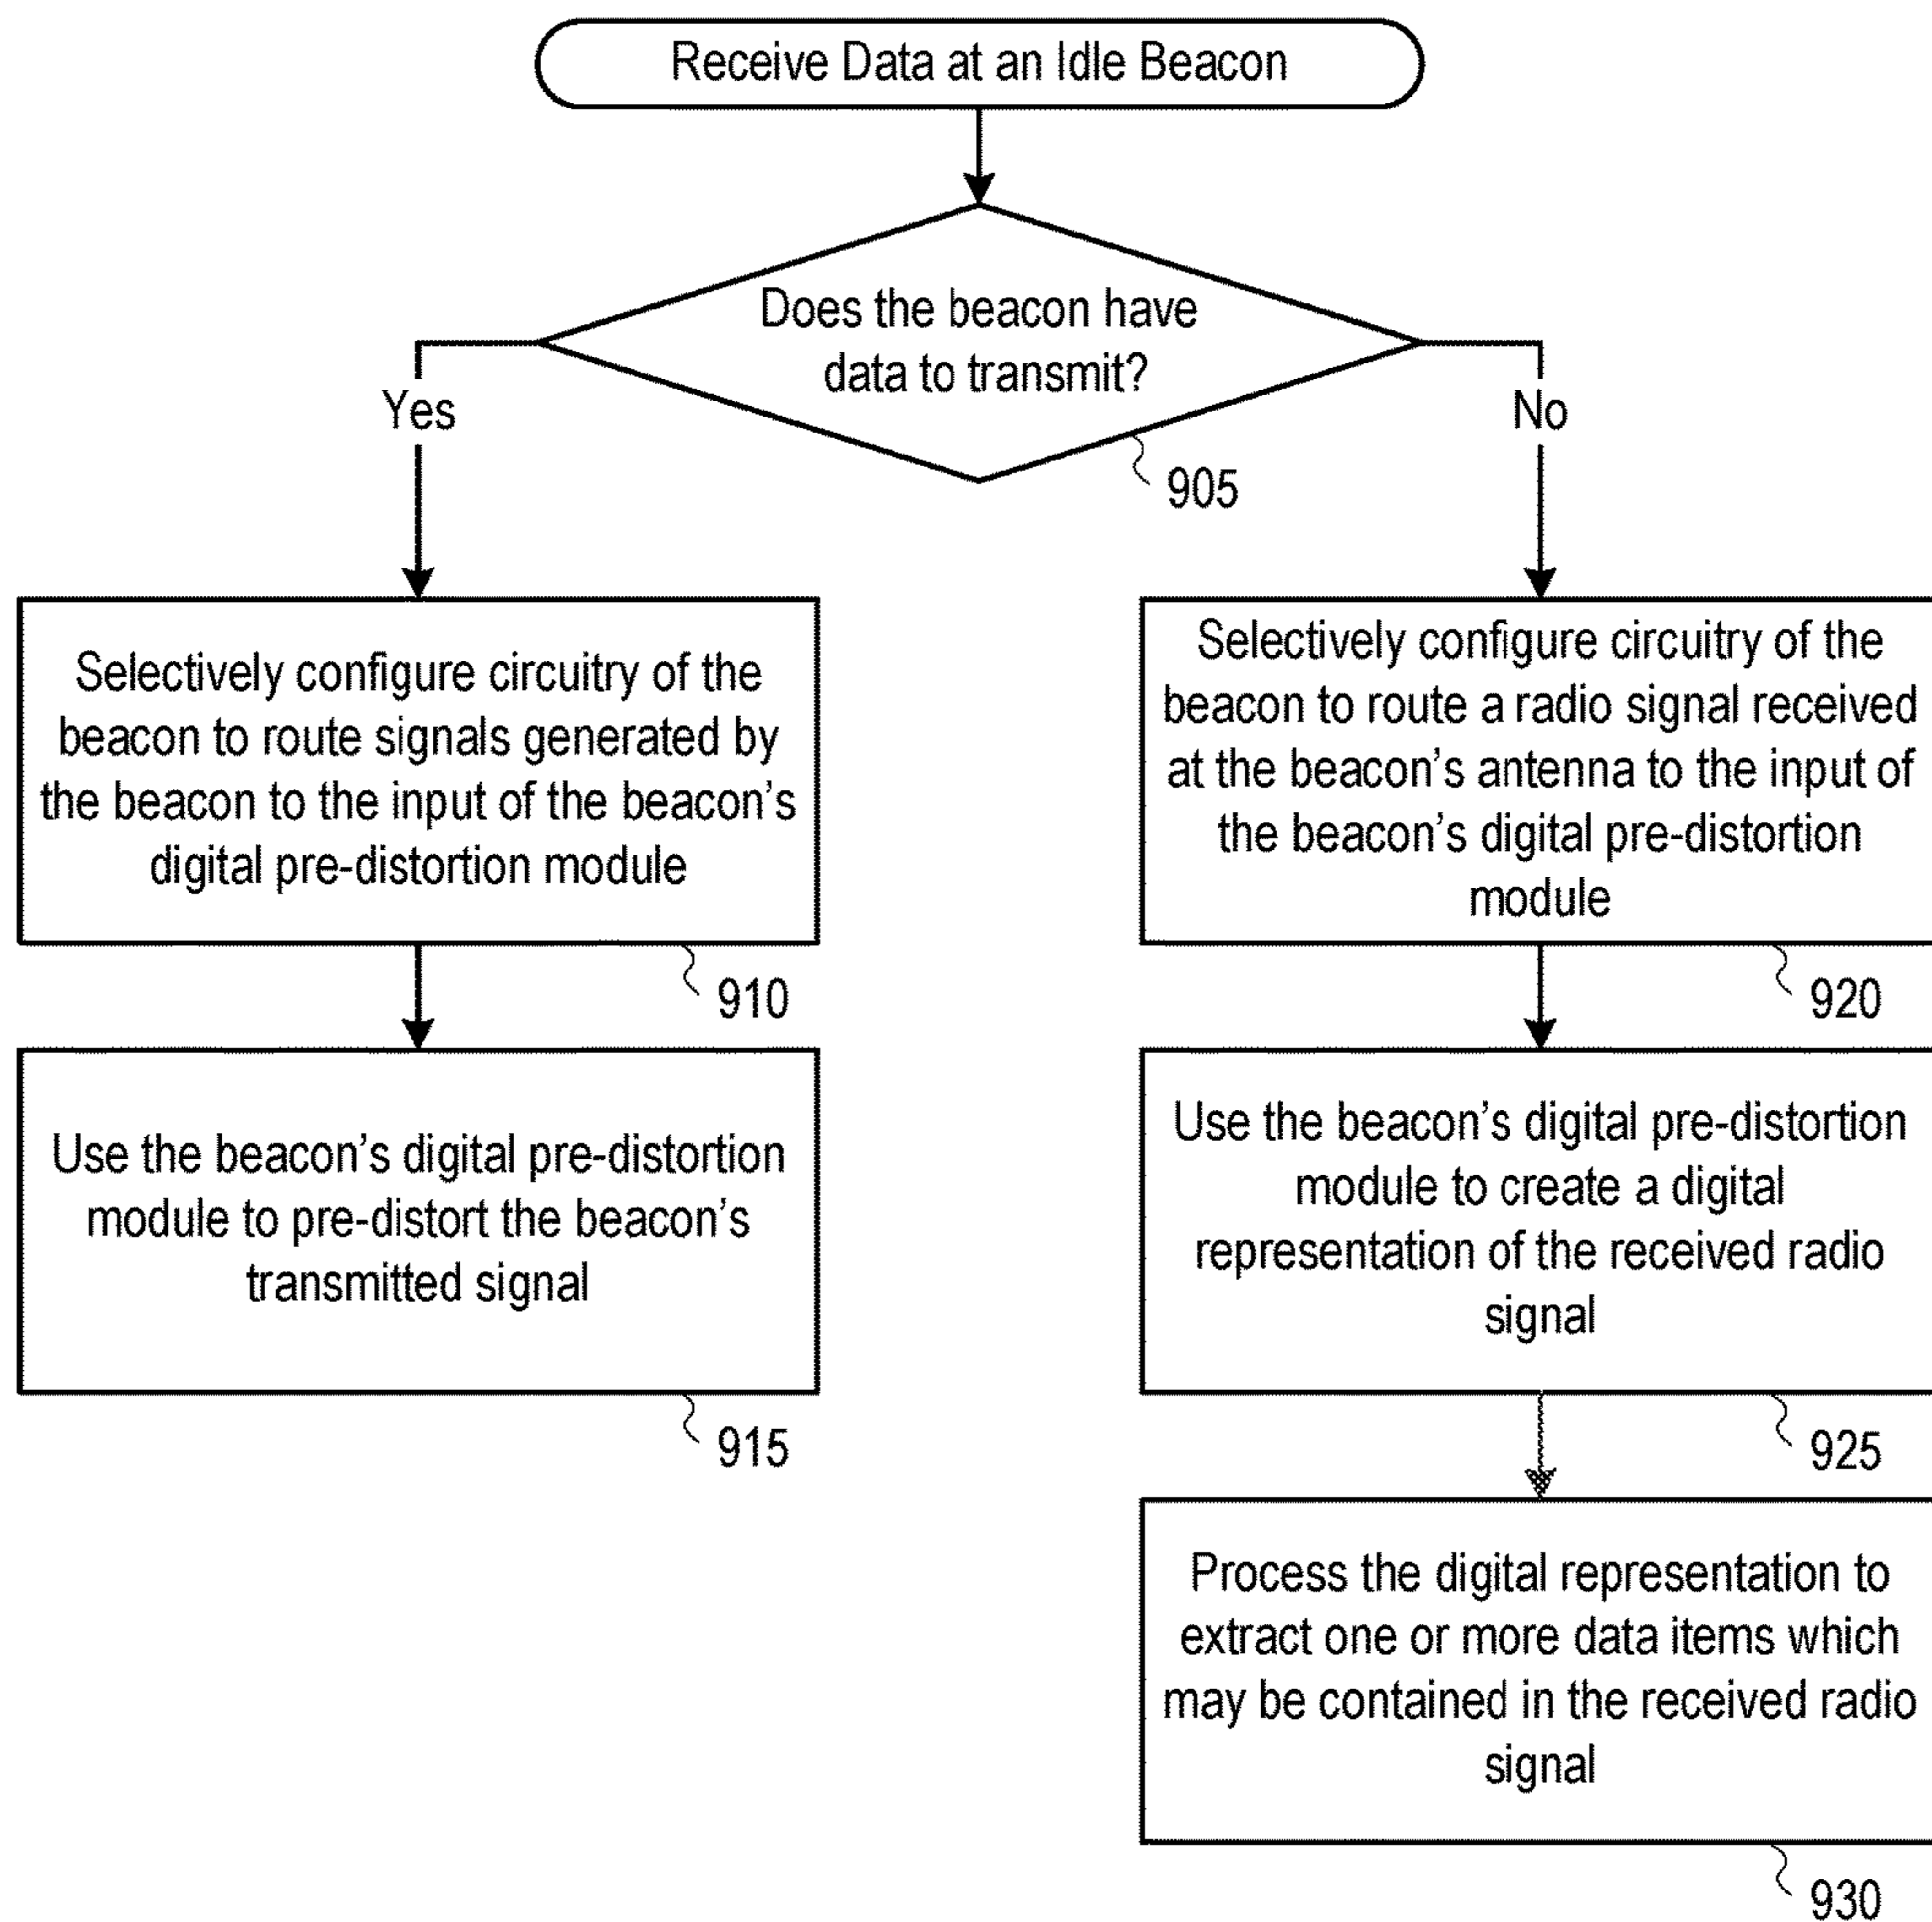 Receive Data at an Idle Beacon
Does the beacon have
data to transmit?
905
Yes
No
Selectively configure circuitry of the
beacon to route signals generated by
the beacon to the input of the beacon's
digital pre-distortion module
910
Use the beacon's digital pre-distortion
module to pre-distort the beacon's
transmitted signal
915
Selectively configure circuitry of the
beacon to route a radio signal received
at the beacon's antenna to the input of
the beacon's digital pre-distortion
module
920
Use the beacon's digital pre-distortion
module to create a digital
representation of the received radio
signal
925
Process the digital representation to
extract one or more data items which
may be contained in the received radio
signal
930